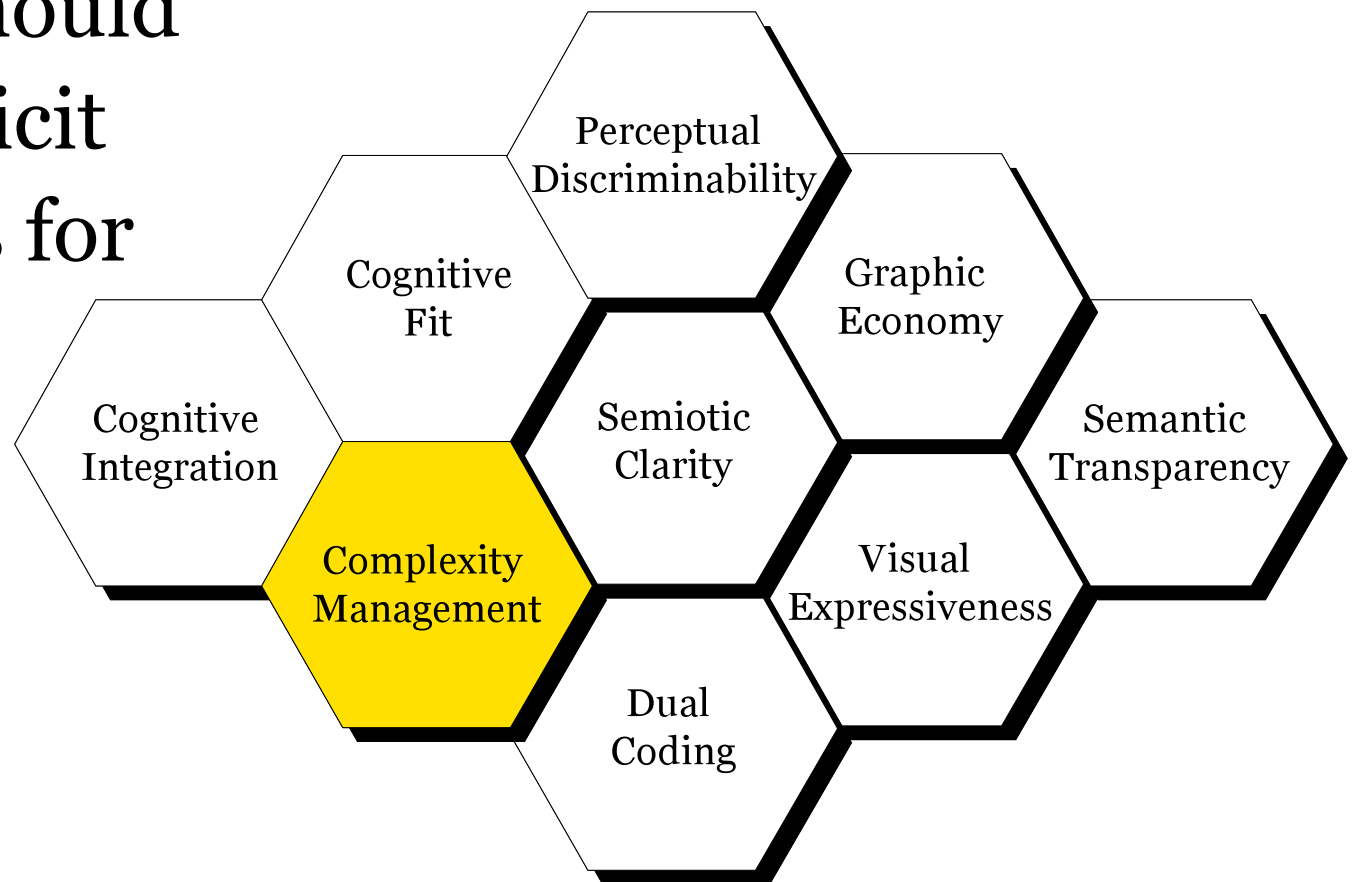 hould
icit
s for
Perceptual
Discriminability
Cognitive
Fit
Graphic
Economy
Cognitive
Integration
Semiotic
Clarity
Semantic
Transparency
Complexity
Management
Visual
Expressiveness
Dual
Coding